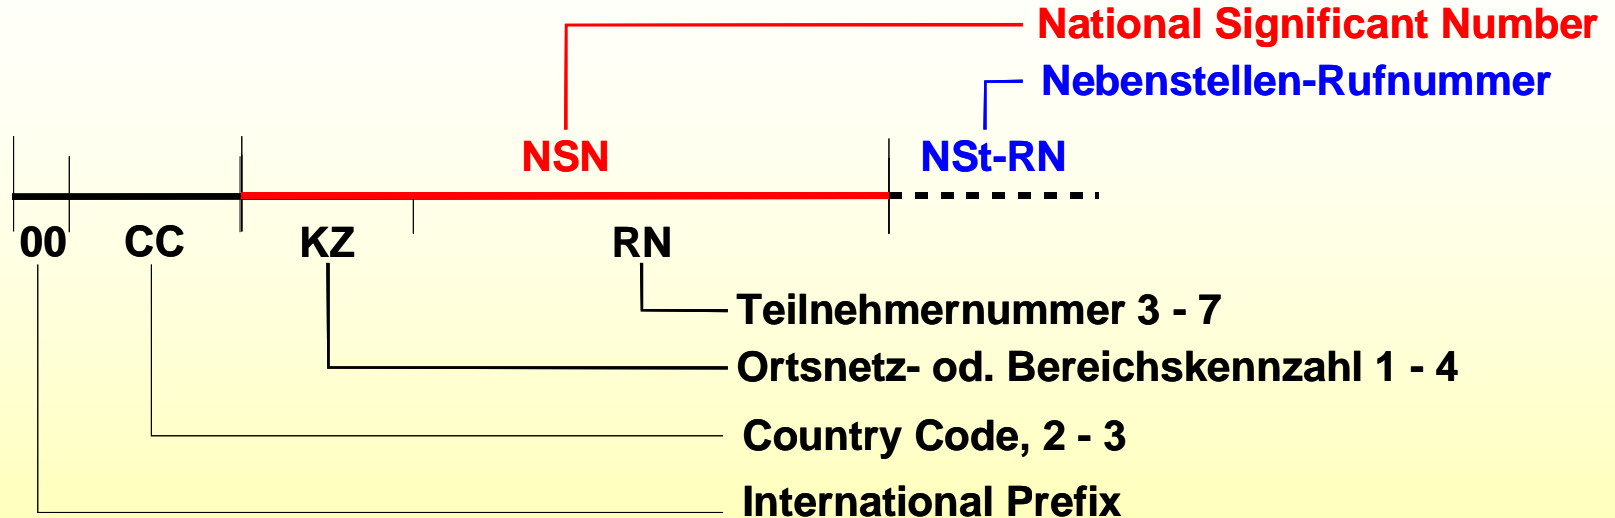 National Significant Number
Nebenstellen-Rufnummer
NSN NSt-RN
00 CC KZ RN
Teilnehmernummer 3 - 7
Ortsnetz- od. Bereichskennzahl 1 - 4
Country Code, 2 - 3
International Prefix